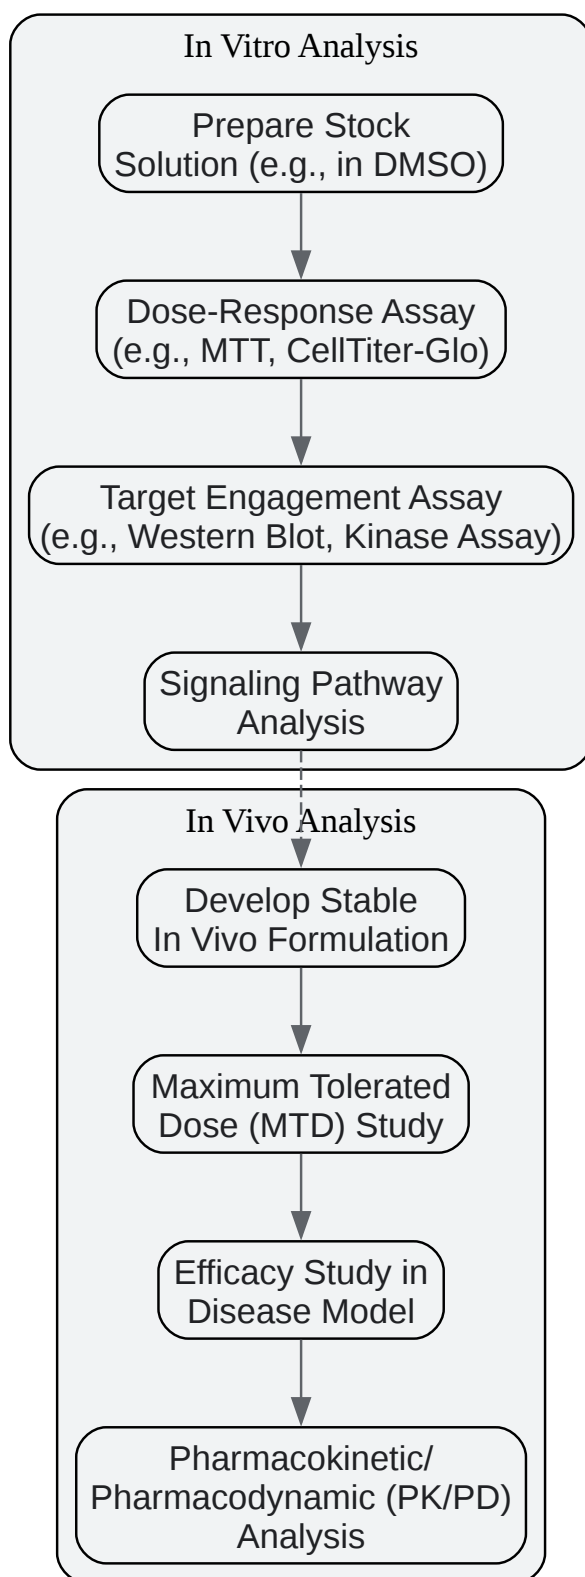 In Vitro Analysis
Prepare Stock
Solution (e.g., in DMSO)
Dose-Response Assay
(e.g., MTT, CellTiter-Glo)
Target Engagement Assay
(e.g., Western Blot, Kinase Assay)
Signaling Pathway
Analysis
In Vivo Analysis
Develop Stable
In Vivo Formulation
Maximum Tolerated
Dose (MTD) Study
Efficacy Study in
Disease Model
Pharmacokinetic/
Pharmacodynamic (PK/PD)
Analysis